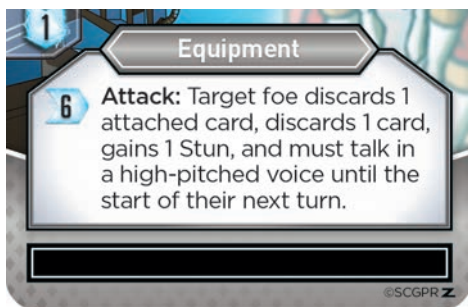 1
Equipment
6 Attack: Target foe discards 1
attached card, discards 1 card,
gains 1 Stun, and must talk in
a high-pitched voice until the
start of their next turn.
©SCGPR Z